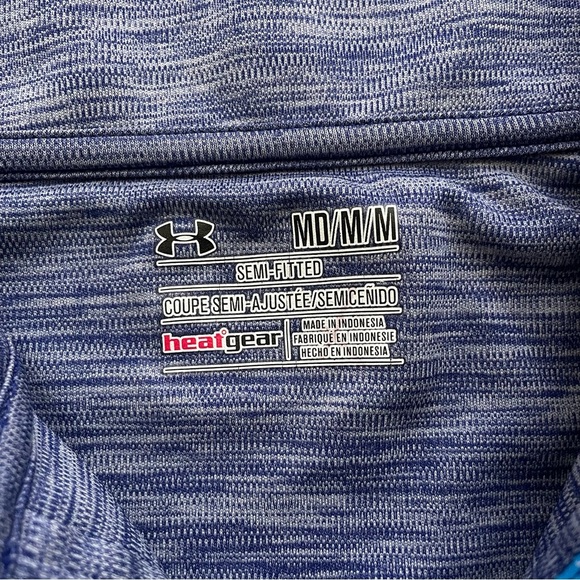 MD/M/M
SEMI-FITTED
COUPE SEMI-AJUSTÉE/SEMICEÑIDO
heatgear
MADE IN INDONESIA
FABRIQUÉ EN INDONESIE
HECHO EN INDONESIA